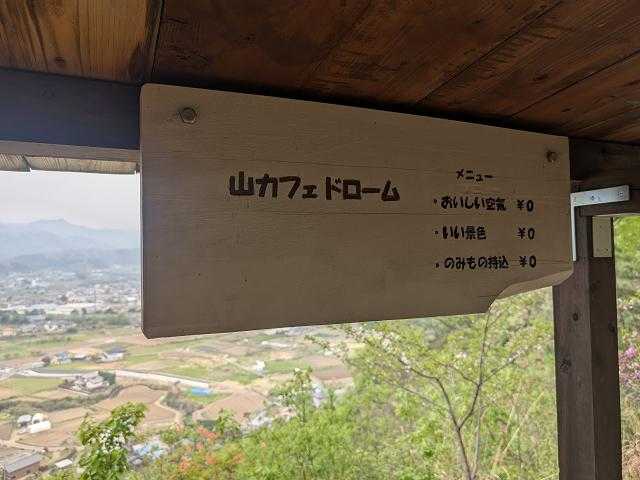 山カフェドローム
メニュー
・おいしい空気 ¥0
・いい景色 ¥0
・のみもの持込 ¥0